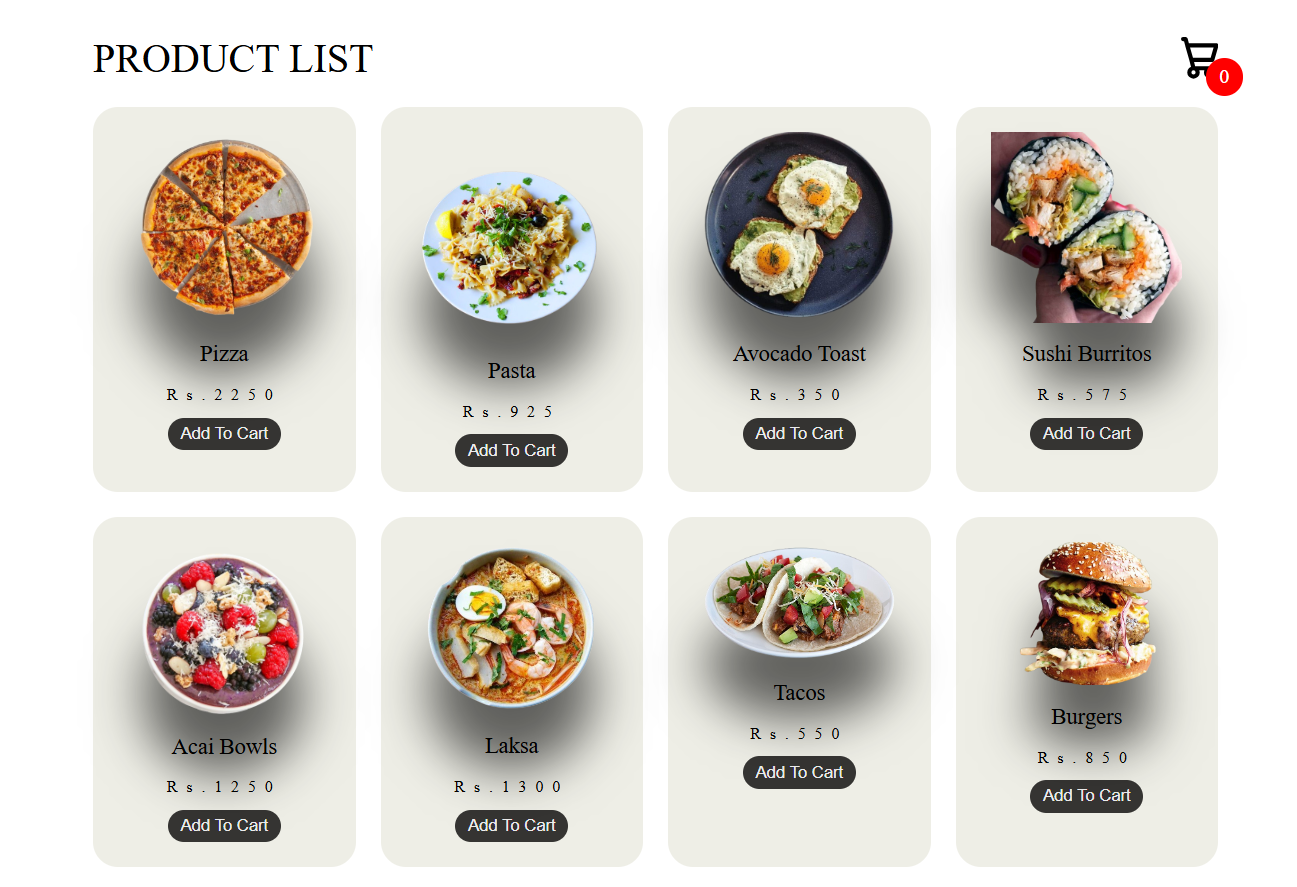 PRODUCT LIST
0
Pizza
Rs.2250
Add To Cart
Pasta
Rs.925
Add To Cart
Avocado Toast
Rs.350
Add To Cart
Sushi Burritos
Rs.575
Add To Cart
Acai Bowls
Rs.1250
Add To Cart
Laksa
Rs.1300
Add To Cart
Tacos
Rs.550
Add To Cart
Burgers
Rs.850
Add To Cart